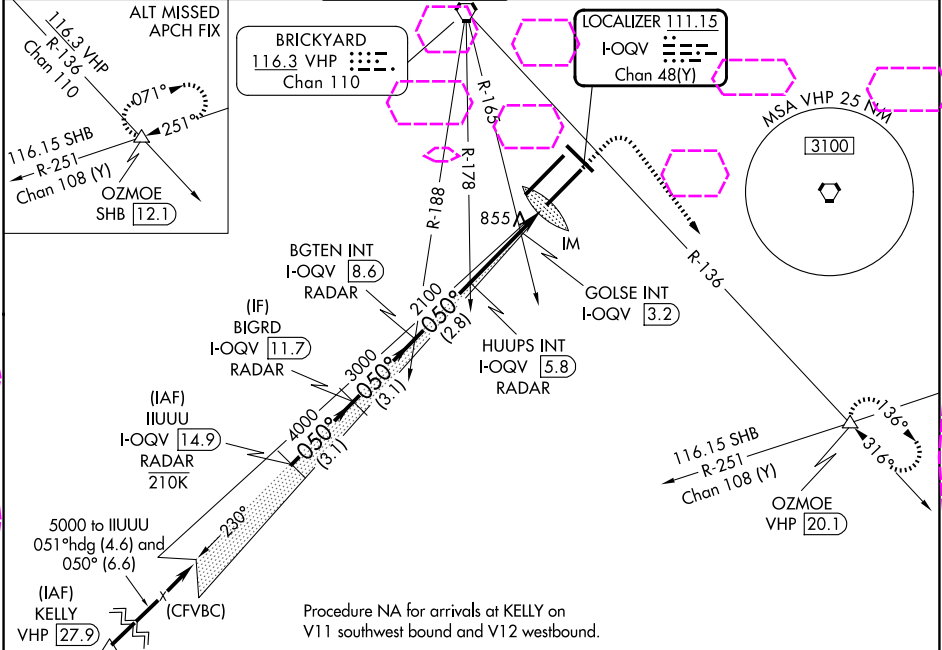 ALT MISSED
APCH FIX
116.3 VHP
R-136
Chan 110
071°
251°
116.15 SHB
R-251
Chan 108 (Y)
OZMOE
SHB 12.1
BRICKYARD
116.3 VHP
Chan 110
LOCALIZER 111.15
I-OQV
Chan 48(Y)
MSA VHP 25 NM
3100
R-188
R-178
R-165
R-136
855
IM
BGTEN INT
I-OQV 8.6
RADAR
(IF)
BIGRD
I-OQV 11.7
RADAR
(IAF)
IIUUU
I-OQV 14.9
RADAR
210K
GOLSE INT
I-OQV 3.2
HUUPS INT
I-OQV 5.8
RADAR
2100
050°
(2.8)
3000
050°
(3.1)
4000
050°
(3.1)
230°
5000 to IIUUU
051°hdg (4.6) and
050° (6.6)
(IAF)
KELLY
VHP 27.9
(CFVBC)
136°
316°
116.15 SHB
R-251
Chan 108 (Y)
OZMOE
VHP 20.1
Procedure NA for arrivals at KELLY on
V11 southwest bound and V12 westbound.